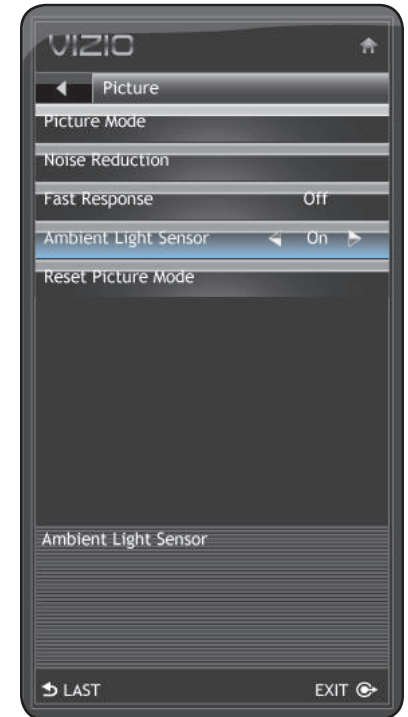 VIZIO
Picture
Picture Mode
Noise Reduction
Fast Response Off
Ambient Light Sensor On
Reset Picture Mode
Ambient Light Sensor
LAST EXIT